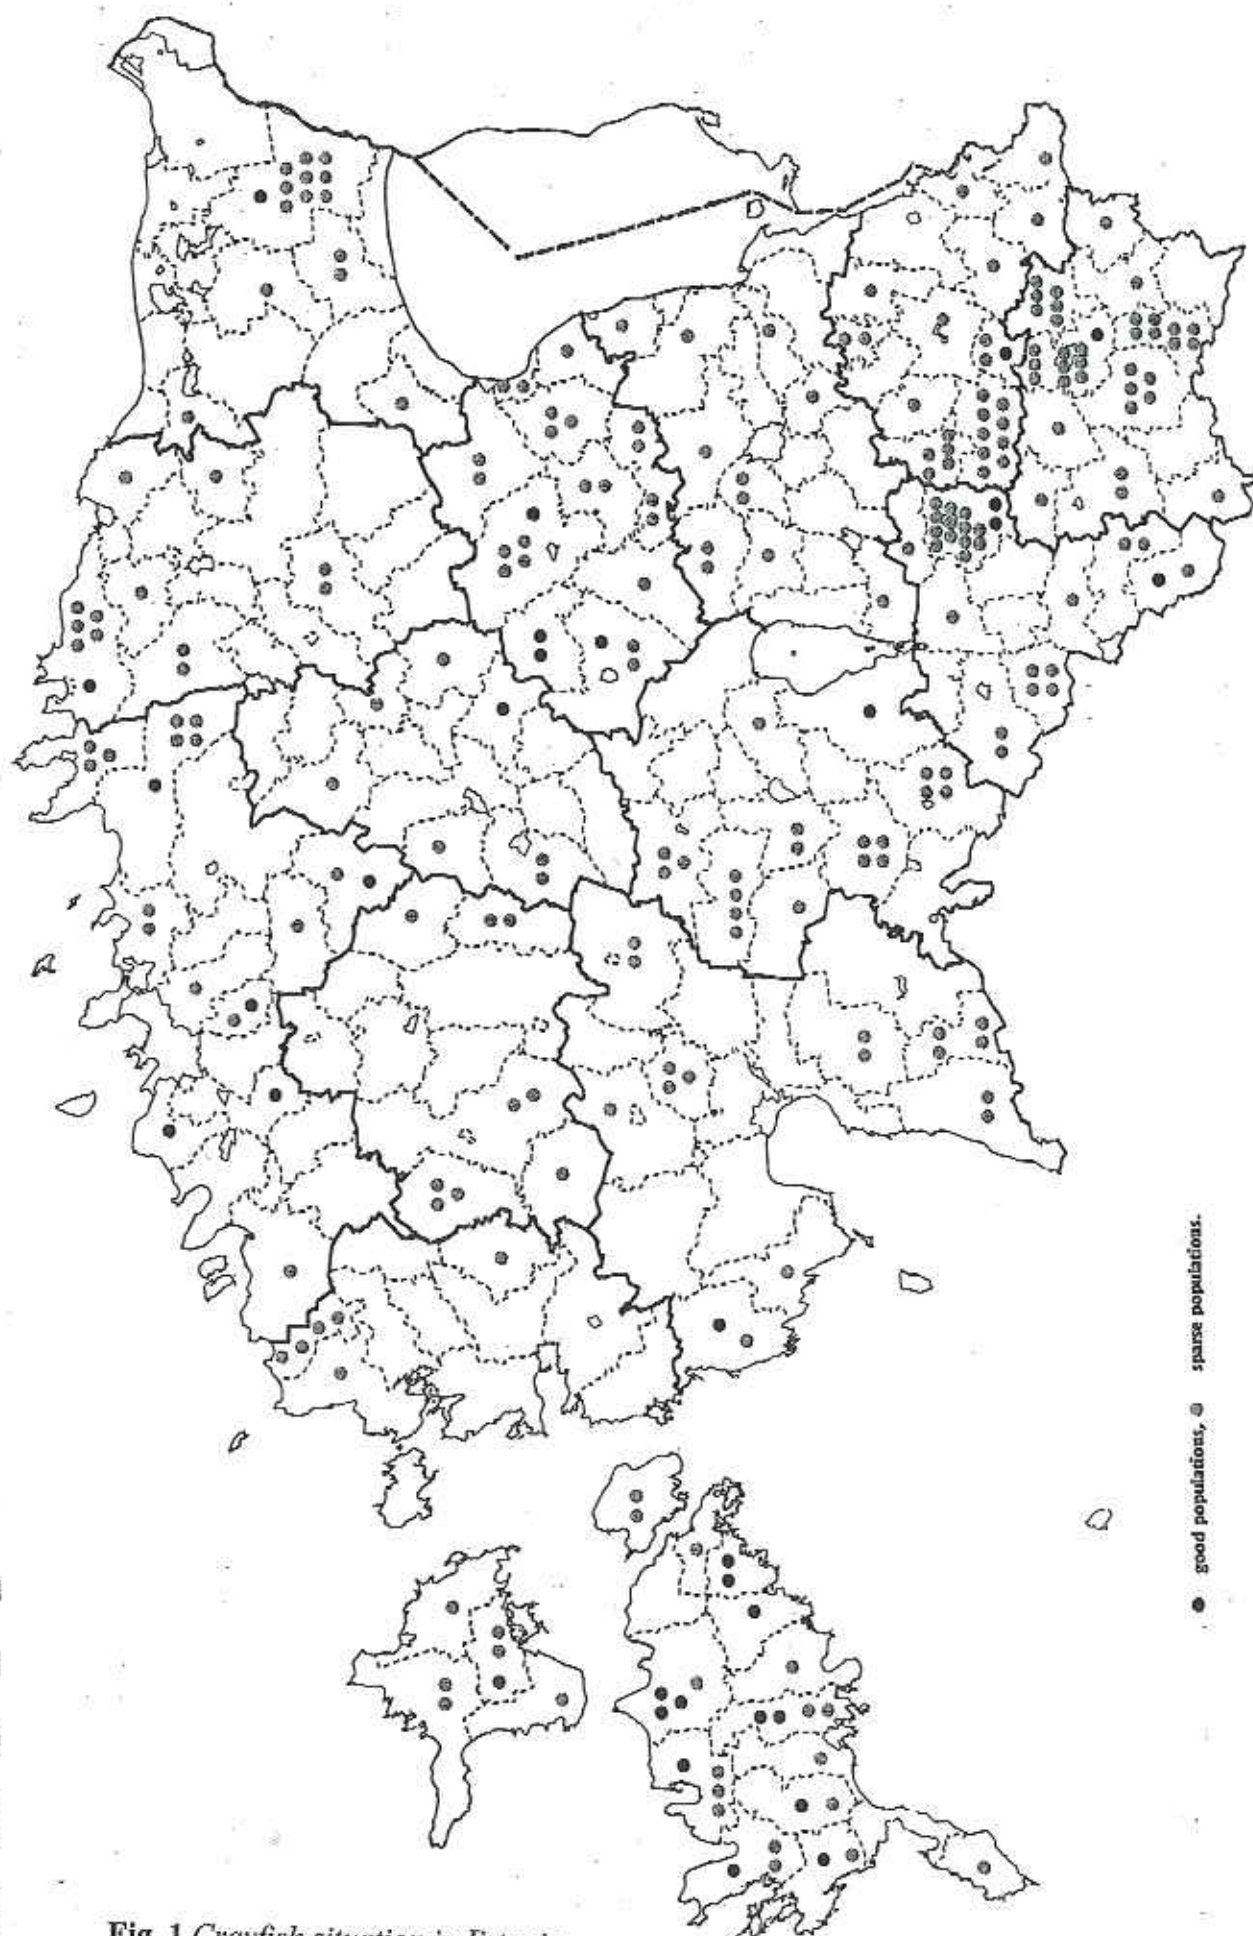 ● good populations, ● sparse populations.
Fig. 1 Crayfish situation in Estonia